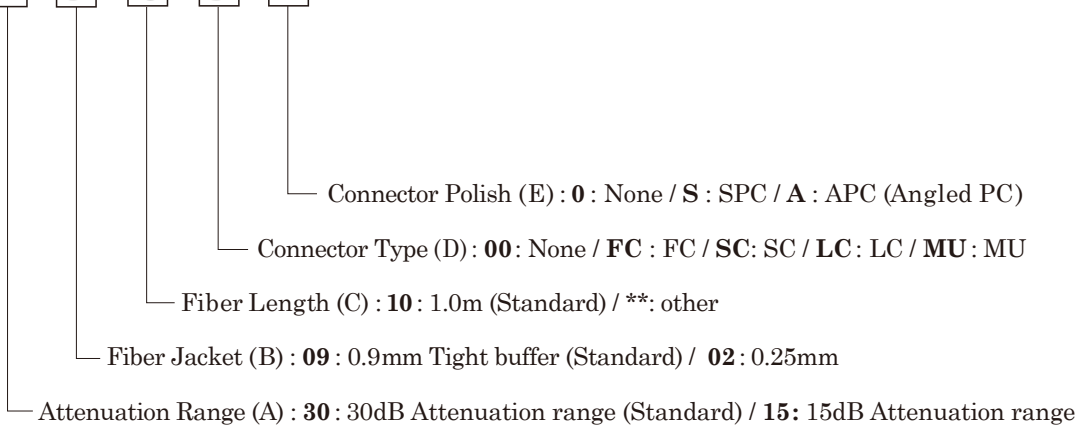 Connector Polish (E) : 0 : None / S : SPC / A : APC (Angled PC)
Connector Type (D) : 00 : None / FC : FC / SC: SC / LC : LC / MU : MU
Fiber Length (C) : 10 : 1.0m (Standard) / **: other
Fiber Jacket (B) : 09 : 0.9mm Tight buffer (Standard) / 02 : 0.25mm
Attenuation Range (A) : 30 : 30dB Attenuation range (Standard) / 15: 15dB Attenuation range